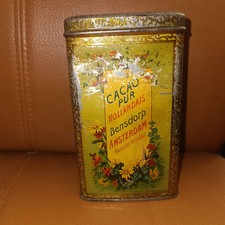 CACAO
PUR
HOLLANDAIS
Bensdorp
AMSTERDAM